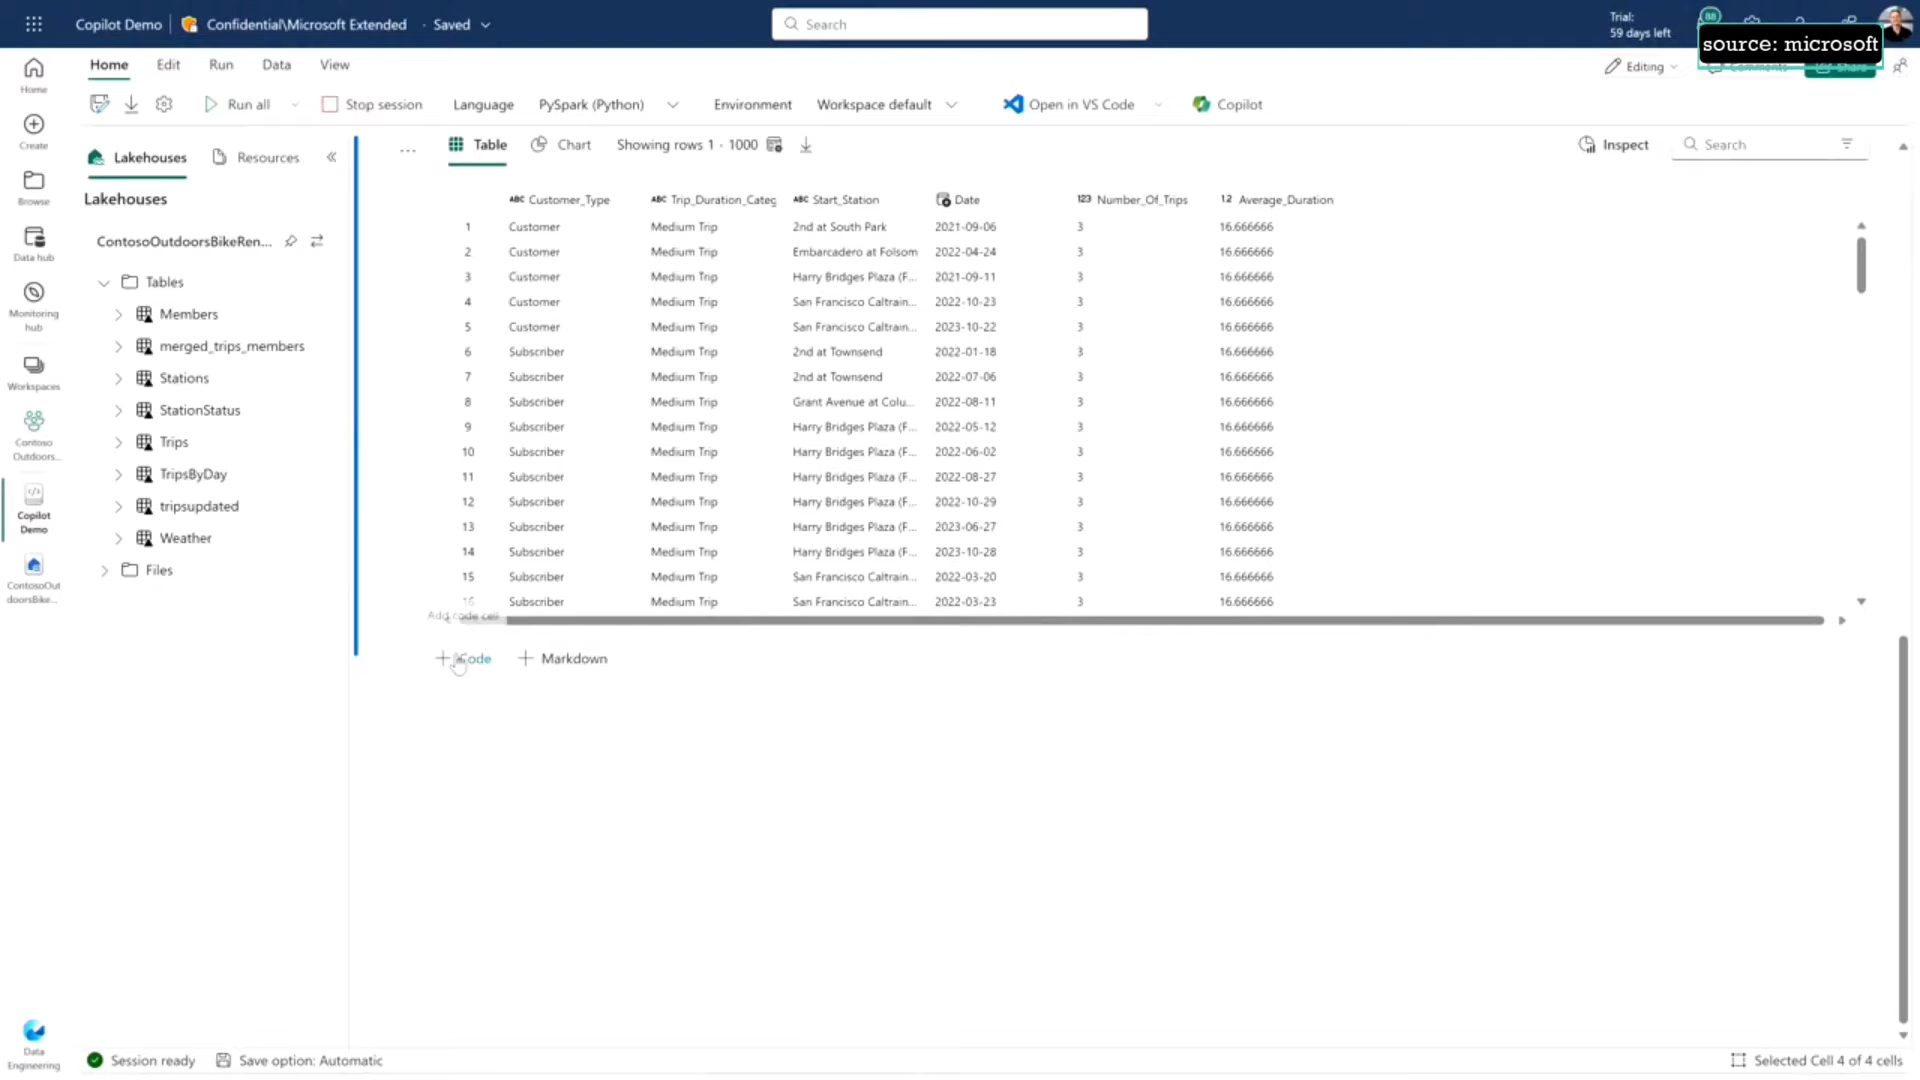 Copilot Demo
Confidential\Microsoft Extended
· Saved
Search
Trial:
59 days left
88
source: microsoft
Home
Edit
Run
Data
View
Editing
Run all
Stop session
Language
PySpark (Python)
Environment
Workspace default
Open in VS Code
Copilot
Home
Create
Browse
Data hub
Monitoring
hub
Workspaces
Contoso
Outdoors...
Copilot
Demo
ContosoOut
doorsBike...
Data
Engineering
Lakehouses
Resources
Lakehouses
ContosoOutdoorsBikeRen...
Tables
Members
merged_trips_members
Stations
StationStatus
Trips
TripsByDay
tripsupdated
Weather
Files
...
Table
Chart
Showing rows 1 - 1000
Inspect
Search
ABC Customer_Type ABC Trip_Duration_Categ ABC Start_Station Date 123 Number_Of_Trips 1.2 Average_Duration
1 Customer Medium Trip 2nd at South Park 2021-09-06 3 16.666666
2 Customer Medium Trip Embarcadero at Folsom 2022-04-24 3 16.666666
3 Customer Medium Trip Harry Bridges Plaza (F... 2021-09-11 3 16.666666
4 Customer Medium Trip San Francisco Caltrain... 2022-10-23 3 16.666666
5 Customer Medium Trip San Francisco Caltrain... 2023-10-22 3 16.666666
6 Subscriber Medium Trip 2nd at Townsend 2022-01-18 3 16.666666
7 Subscriber Medium Trip 2nd at Townsend 2022-07-06 3 16.666666
8 Subscriber Medium Trip Grant Avenue at Colu... 2022-08-11 3 16.666666
9 Subscriber Medium Trip Harry Bridges Plaza (F... 2022-05-12 3 16.666666
10 Subscriber Medium Trip Harry Bridges Plaza (F... 2022-06-02 3 16.666666
11 Subscriber Medium Trip Harry Bridges Plaza (F... 2022-08-27 3 16.666666
12 Subscriber Medium Trip Harry Bridges Plaza (F... 2022-10-29 3 16.666666
13 Subscriber Medium Trip Harry Bridges Plaza (F... 2023-06-27 3 16.666666
14 Subscriber Medium Trip Harry Bridges Plaza (F... 2023-10-28 3 16.666666
15 Subscriber Medium Trip San Francisco Caltrain... 2022-03-20 3 16.666666
16 Subscriber Medium Trip San Francisco Caltrain... 2022-03-23 3 16.666666
Add code cell
+ Code
+ Markdown
Session ready
Save option: Automatic
Selected Cell 4 of 4 cells